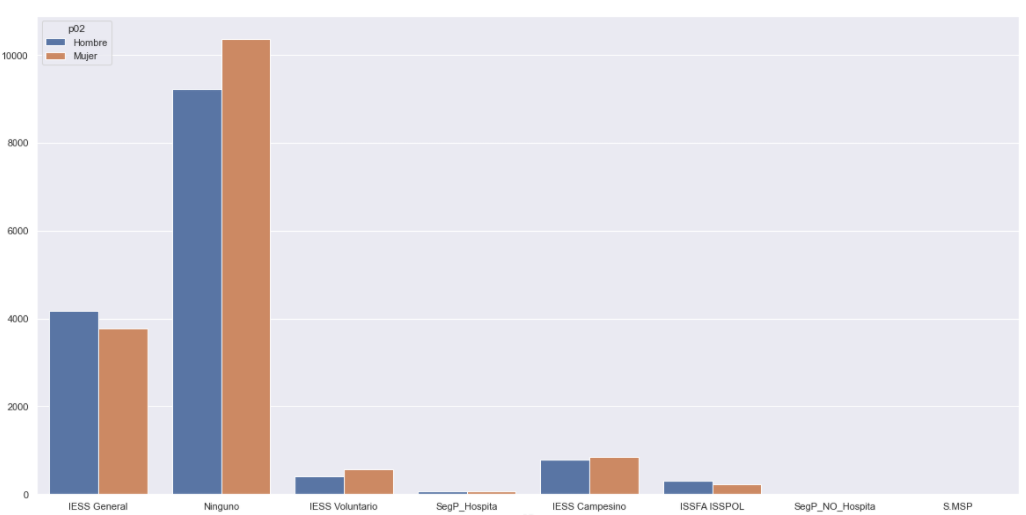 p02
Hombre
Mujer
10000
8000
6000
4000
2000
0
IESS General Ninguno IESS Voluntario SegP_Hospita IESS Campesino ISSFA ISSPOL SegP_NO_Hospita S.MSP